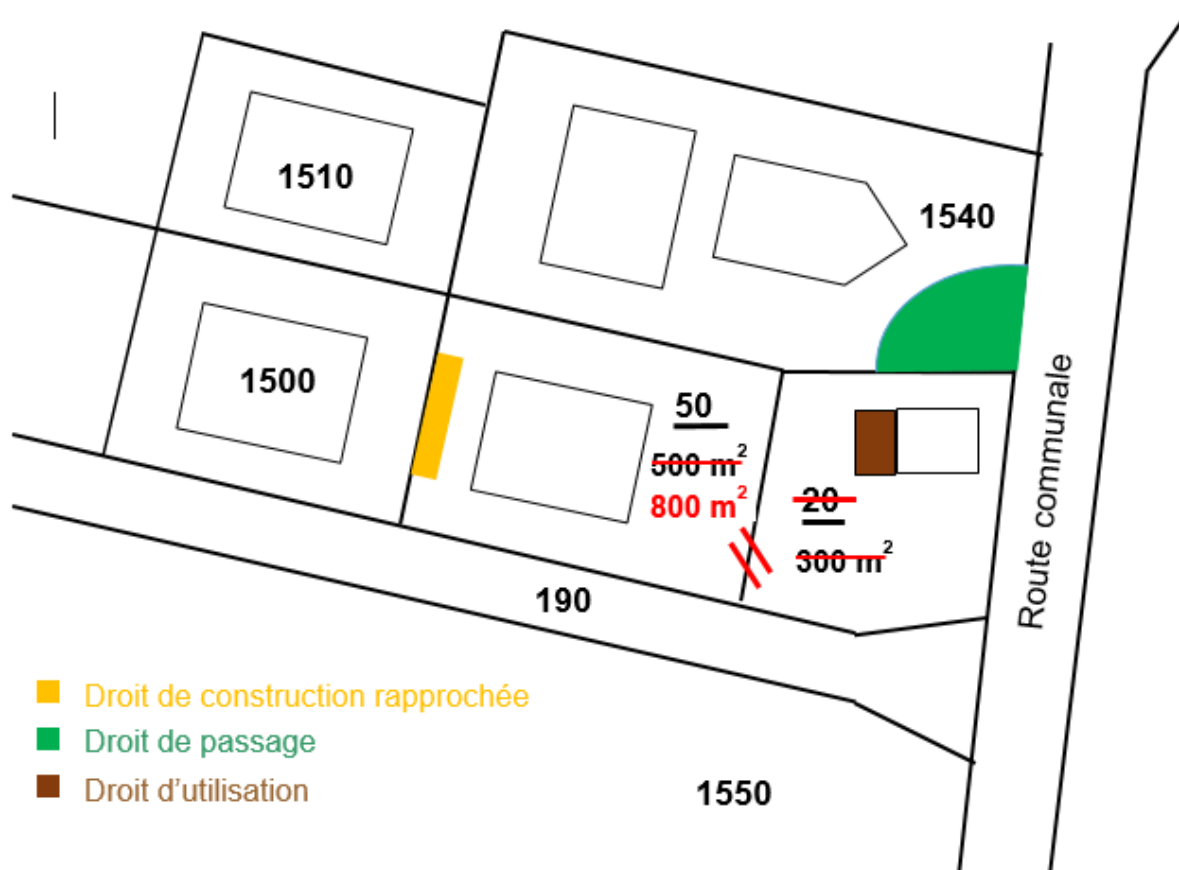 1510
1540
1500
50
500 m²
800 m²
20
300 m²
190
Route communale
Droit de construction rapprochée
Droit de passage
Droit d'utilisation
1550